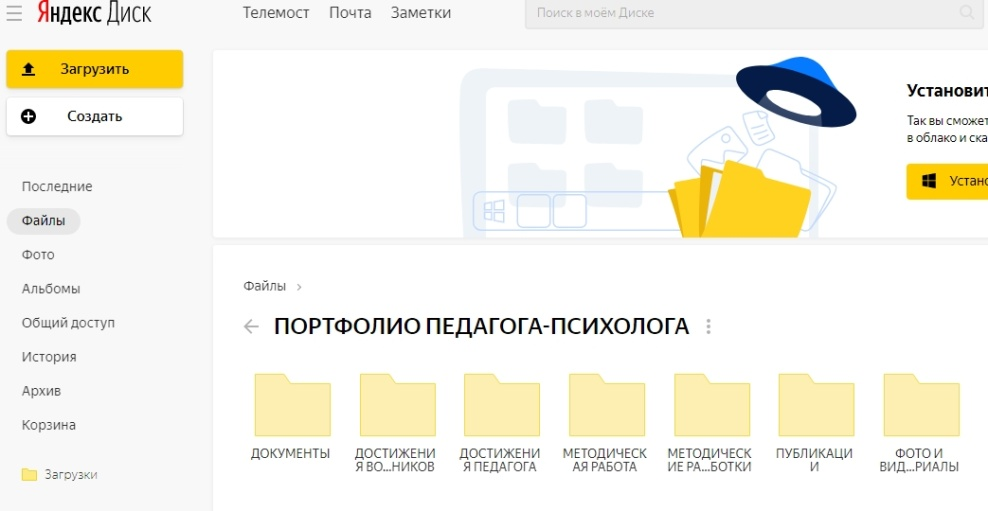 Яндекс Диск
Телемост Почта Заметки
Поиск в моём Диске
Загрузить
Создать
Последние
Файлы
Фото
Альбомы
Общий доступ
История
Архив
Корзина
Загрузки
Установит
Так вы сможет
в облако и ска
Устано
Файлы
ПОРТФОЛИО ПЕДАГОГА-ПСИХОЛОГА
ДОКУМЕНТЫ
ДОСТИЖЕНИ
Я ВО...НИКОВ
ДОСТИЖЕНИ
Я ПЕДАГОГА
МЕТОДИЧЕСК
АЯ РАБОТА
МЕТОДИЧЕСК
ИЕ РА...БОТКИ
ПУБЛИКАЦИ
И
ФОТО И
ВИД...РИАЛЫ